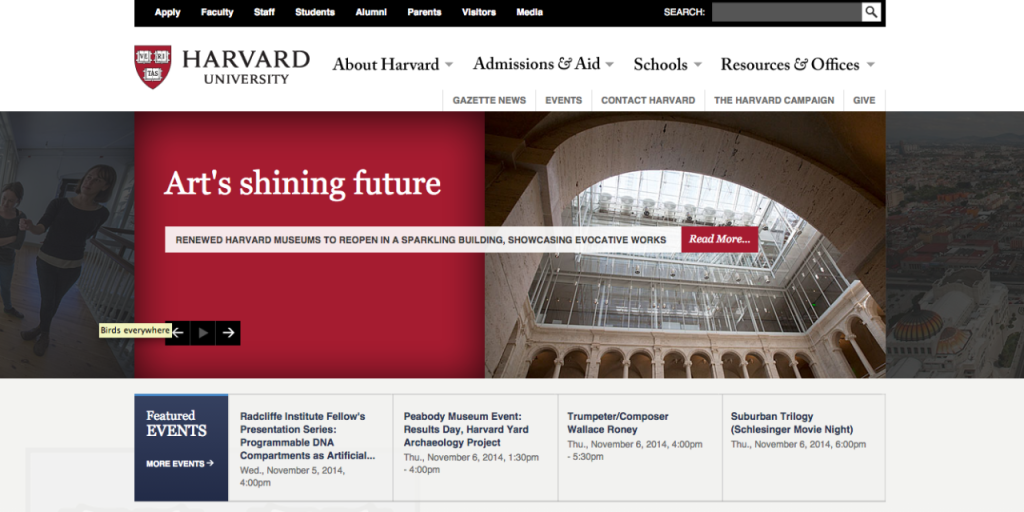 Apply Faculty Staff Students Alumni Parents Visitors Media SEARCH:
VE RI
TAS
HARVARD
UNIVERSITY
About Harvard Admissions & Aid Schools Resources & Offices
GAZETTE NEWS EVENTS CONTACT HARVARD THE HARVARD CAMPAIGN GIVE
Art's shining future
RENEWED HARVARD MUSEUMS TO REOPEN IN A SPARKLING BUILDING, SHOWCASING EVOCATIVE WORKS Read More...
Birds everywhere
Featured
EVENTS
MORE EVENTS
Radcliffe Institute Fellow's
Presentation Series:
Programmable DNA
Compartments as Artificial...
Wed., November 5, 2014,
4:00pm
Peabody Museum Event:
Results Day, Harvard Yard
Archaeology Project
Thu., November 6, 2014, 1:30pm
- 4:00pm
Trumpeter/Composer
Wallace Roney
Thu., November 6, 2014, 4:00pm
- 5:30pm
Suburban Trilogy
(Schlesinger Movie Night)
Thu., November 6, 2014, 6:00pm